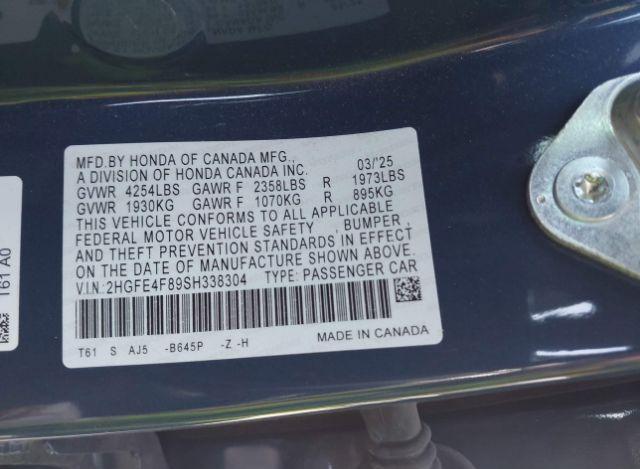 MFD.BY HONDA OF CANADA MFG., 03/'25
A DIVISION OF HONDA CANADA INC.
GVWR 4254LBS GAWR F 2358LBS R 1973LBS
GVWR 1930KG GAWR F 1070KG R 895KG
THIS VEHICLE CONFORMS TO ALL APPLICABLE
FEDERAL MOTOR VEHICLE SAFETY , BUMPER ,
AND THEFT PREVENTION STANDARDS IN EFFECT
ON THE DATE OF MANUFACTURE SHOWN ABOVE.
V.I.N: 2HGFE4F89SH338304 TYPE: PASSENGER CAR
T61 S AJ5 -B645P -Z -H MADE IN CANADA
T61 A0